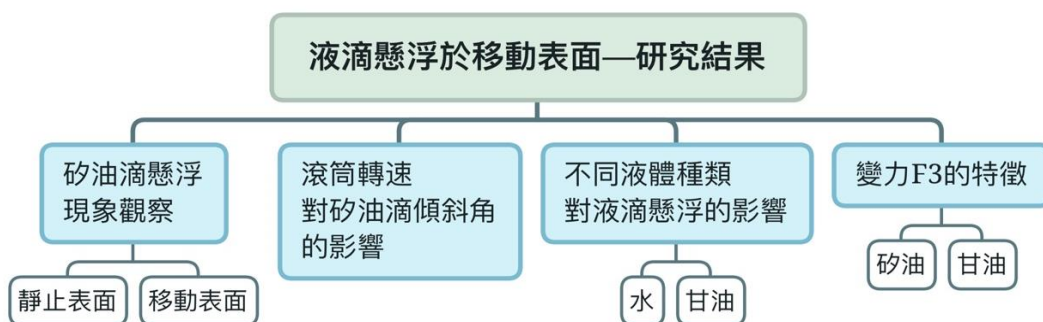 液滴懸浮於移動表面—研究結果
矽油滴懸浮
現象觀察
靜止表面
移動表面
滾筒轉速
對矽油滴傾斜角
的影響
不同液體種類
對液滴懸浮的影響
水
甘油
變力F3的特徵
矽油
甘油